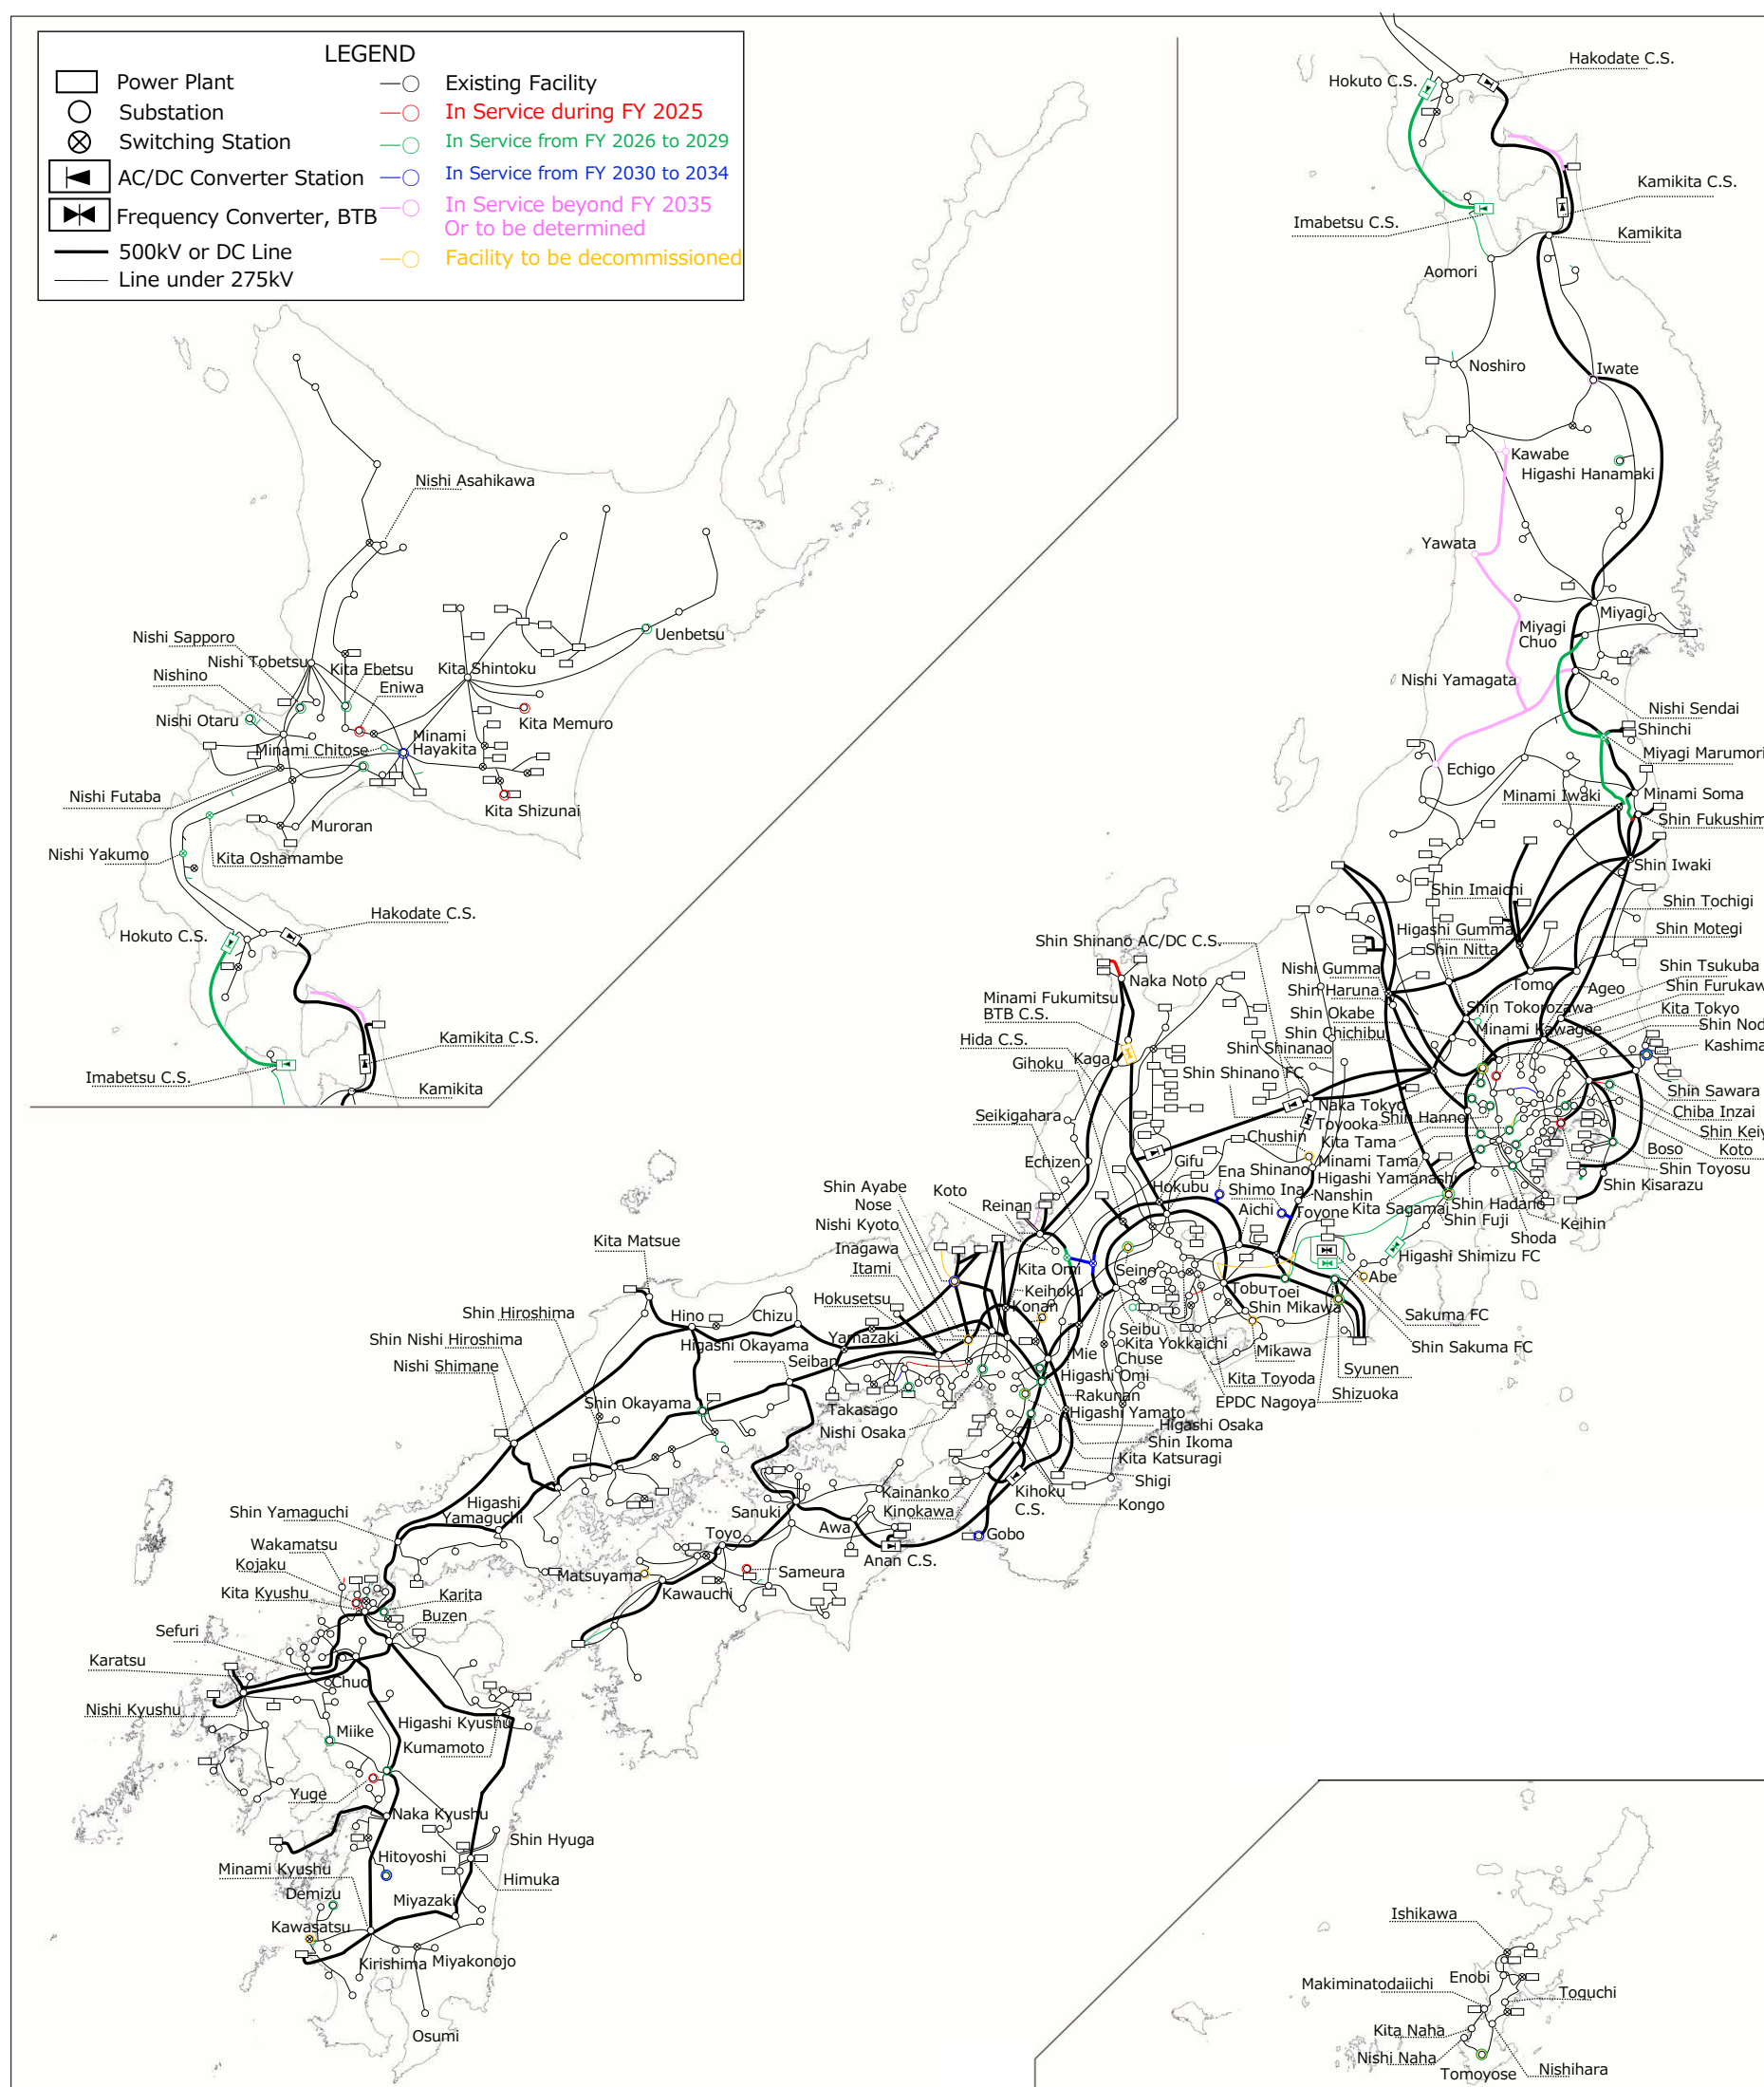 LEGEND
Power Plant
Substation
Switching Station
AC/DC Converter Station
Frequency Converter, BTB
500kV or DC Line
Line under 275kV
Existing Facility
In Service during FY 2025
In Service from FY 2026 to 2029
In Service from FY 2030 to 2034
In Service beyond FY 2035
Or to be determined
Facility to be decommissioned
Nishi Asahikawa
Nishi Sapporo
Nishi Tobetsu
Kita Ebetsu
Kita Shintoku
Uenbetsu
Nishino
Eniwa
Nishi Otaru
Kita Memuro
Minami Chitose
Minami
Hayakita
Nishi Futaba
Kita Shizunai
Muroran
Nishi Yakumo
Kita Oshamambe
Hakodate C.S.
Hokuto C.S.
Kamikita C.S.
Imabetsu C.S.
Kamikita
Hakodate C.S.
Hokuto C.S.
Kamikita C.S.
Imabetsu C.S.
Kamikita
Aomori
Noshiro
Iwate
Kawabe
Higashi Hanamaki
Yawata
Miyagi
Miyagi
Chuo
Nishi Yamagata
Nishi Sendai
Shinchi
Miyagi Marumori
Echigo
Minami Iwaki
Minami Soma
Shin Fukushim
Shin Iwaki
Shin Imaichi
Shin Tochigi
Higashi Gumma
Shin Motegi
Shin Nitta
Shin Shinano AC/DC C.S.
Nishi Gumma
Shin Tsukuba
Naka Noto
Shin Haruna
Tomo
Ageo
Shin Furukaw
Minami Fukumitsu
BTB C.S.
Shin Okabe
Shin Tokorozawa
Kita Tokyo
Shin Chichibu
Minami Kawagoe
Shin Nod
Hida C.S.
Kaga
Shin Shinanao
Kashima
Gihoku
Shin Shinano FC
Shin Sawara
Seikigahara
Naka Tokyo
Shin Hanno
Chiba Inzai
Toyooka
Chushin
Kita Tama
Shin Keiy
Boso
Koto
Echizen
Gifu
Minami Tama
Shin Toyosu
Ena
Shinano
Higashi Yamanashi
Shin Kisarazu
Shin Ayabe
Koto
Hokubu
Shimo Ina
Nanshin
Nose
Reinan
Aichi
Toyone
Kita Sagamai
Shin Hadano
Nishi Kyoto
Shin Fuji
Keihin
Kita Matsue
Inagawa
Shoda
Itami
Higashi Shimizu FC
Kita Omi
Seino
Abe
Hokusetsu
Keihoku
Tobu
Toei
Shin Hiroshima
Hino
Chizu
Konan
Shin Mikawa
Sakuma FC
Shin Nishi Hiroshima
Higashi Okayama
Yamazaki
Seibu
Kita Yokkaichi
Mikawa
Shin Sakuma FC
Nishi Shimane
Seiban
Mie
Chuse
Syunen
Higashi Omi
Kita Toyoda
Shizuoka
Shin Okayama
Takasago
Rakunan
EPDC Nagoya
Higashi Yamato
Nishi Osaka
Higashi Osaka
Shin Ikoma
Kita Katsuragi
Shigi
Kainanko
Kihoku
C.S.
Kongo
Kinokawa
Shin Yamaguchi
Higashi
Yamaguchi
Sanuki
Awa
Toyo
Gobo
Anan C.S.
Wakamatsu
Kojaku
Matsuyama
Sameura
Kita Kyushu
Karita
Kawauchi
Buzen
Sefuri
Karatsu
Chuo
Nishi Kyushu
Higashi Kyushu
Miike
Kumamoto
Yuge
Naka Kyushu
Shin Hyuga
Hitoyoshi
Minami Kyushu
Himuka
Demizu
Miyazaki
Kawasatsu
Kirishima
Miyakonojo
Osumi
Ishikawa
Makiminatodaiichi
Enobi
Toguchi
Kita Naha
Nishi Naha
Nishihara
Tomoyose